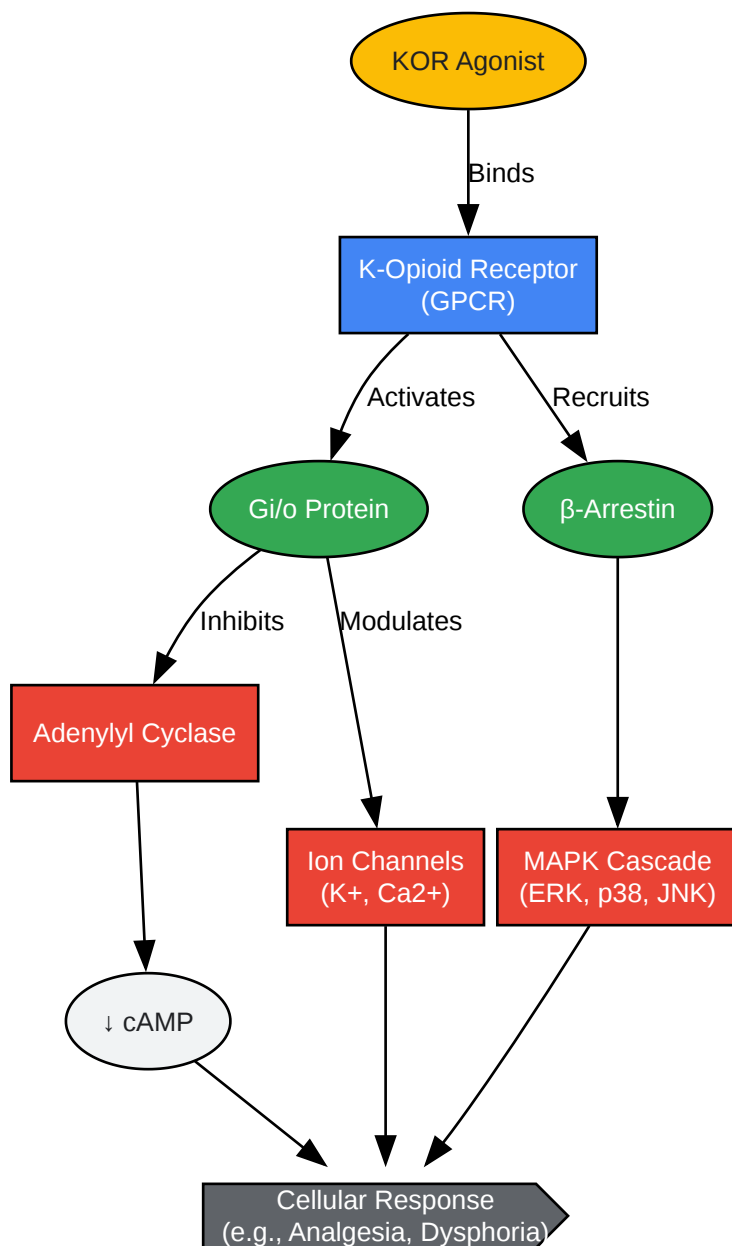 KOR Agonist
Binds
K-Opioid Receptor
(GPCR)
Activates
Recruits
Gi/o Protein
β-Arrestin
Inhibits
Modulates
Adenylyl Cyclase
Ion Channels
(K+, Ca2+)
MAPK Cascade
(ERK, p38, JNK)
↓ cAMP
Cellular Response
(e.g., Analgesia, Dysphoria)